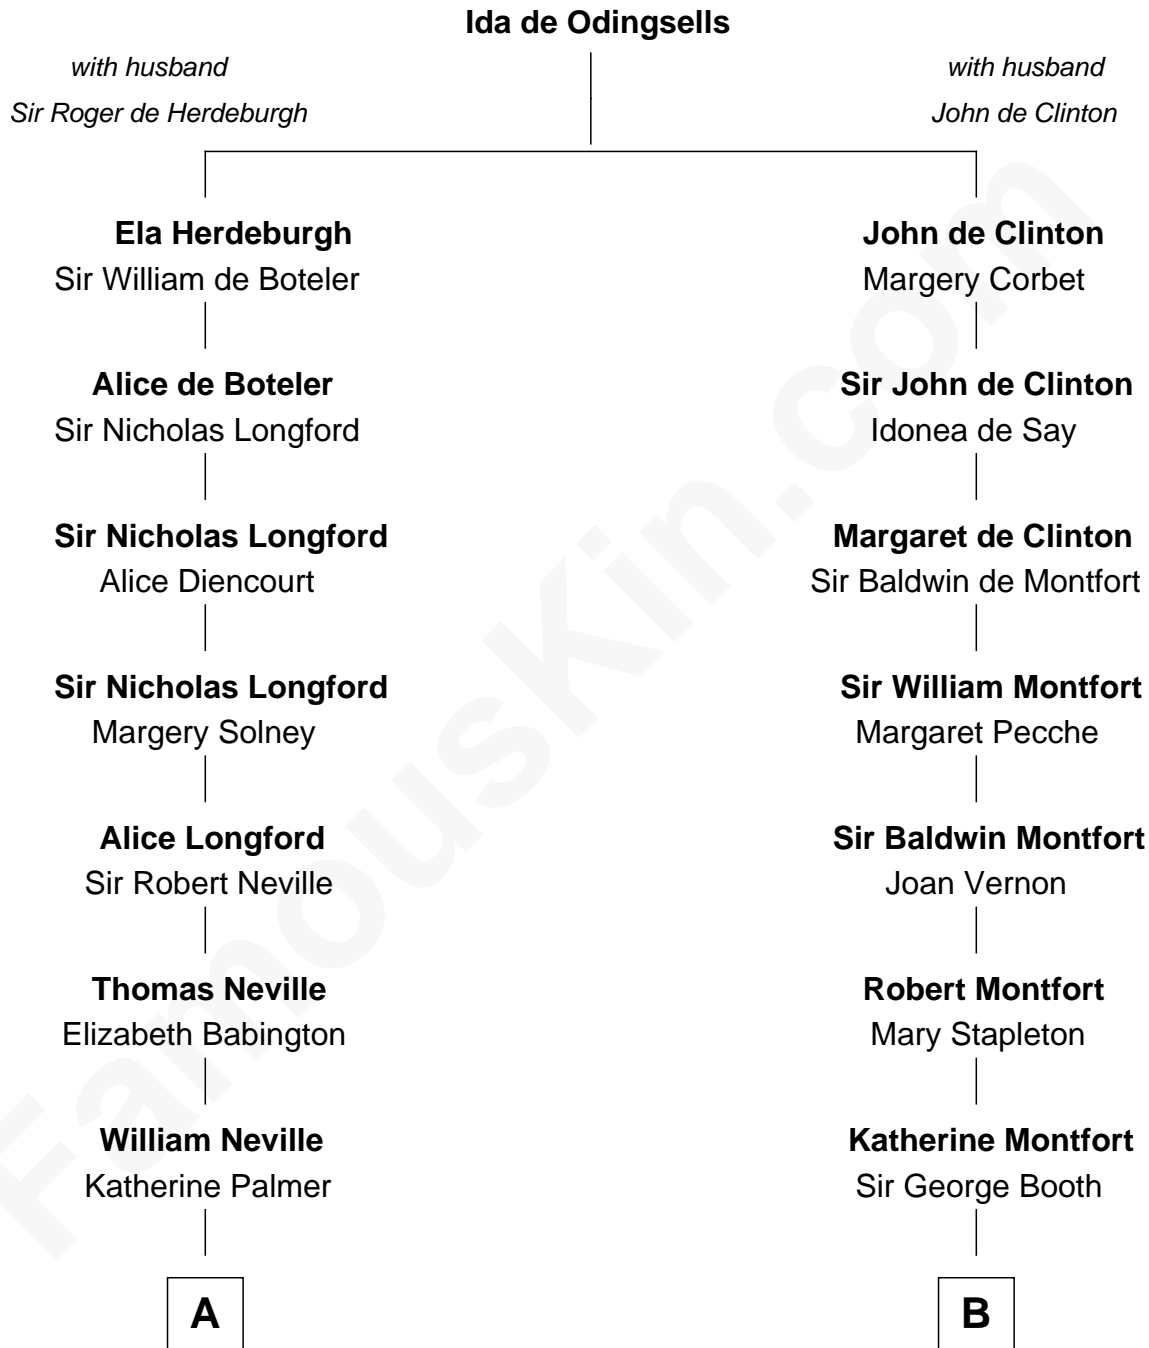 Ida de Odingsells
with husband
Sir Roger de Herdeburgh
with husband
John de Clinton
Ela Herdeburgh
Sir William de Boteler
Alice de Boteler
Sir Nicholas Longford
Sir Nicholas Longford
Alice Diencourt
Sir Nicholas Longford
Margery Solney
Alice Longford
Sir Robert Neville
Thomas Neville
Elizabeth Babington
William Neville
Katherine Palmer
A
John de Clinton
Margery Corbet
Sir John de Clinton
Idonea de Say
Margaret de Clinton
Sir Baldwin de Montfort
Sir William Montfort
Margaret Pecche
Sir Baldwin Montfort
Joan Vernon
Robert Montfort
Mary Stapleton
Katherine Montfort
Sir George Booth
B
FamousKin.com